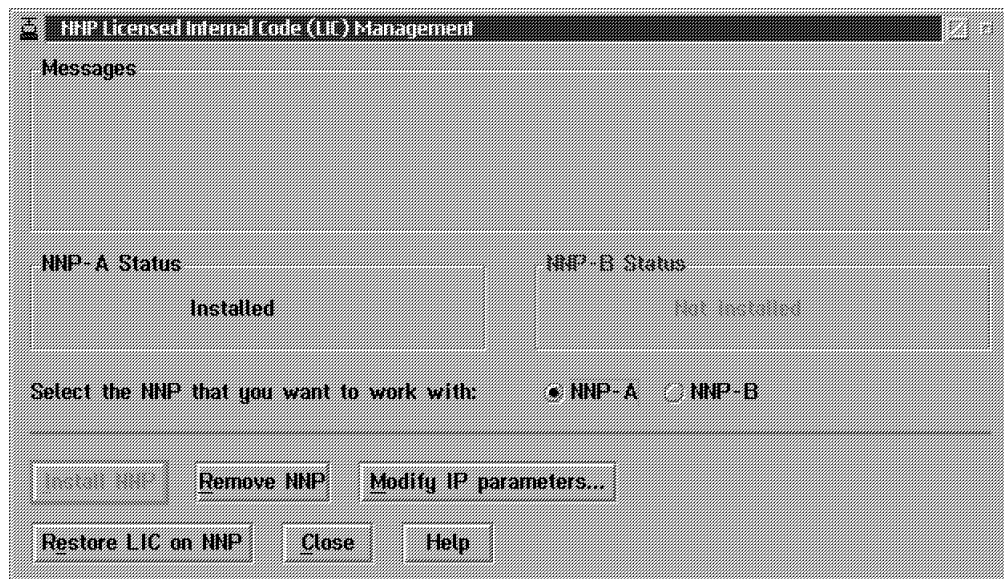 NNP Licensed Internal Code (LIC) Management
Messages
NNP-A Status
NNP-B Status
Installed
Not Installed
Select the NNP that you want to work with:
NNP-A
NNP-B
Install NNP
Remove NNP
Modify IP parameters...
Restore LIC on NNP
Close
Help